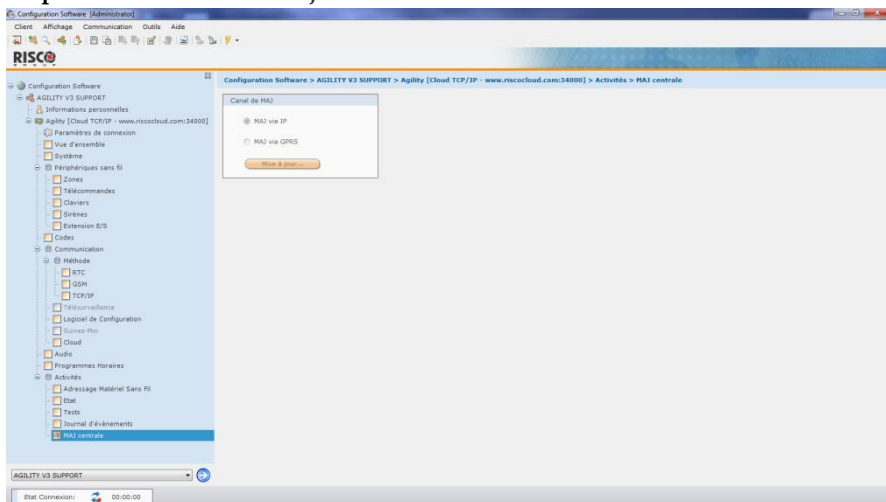 Configuration Software [Administrator]
Client Affichage Communication Outils Aide
RISCO
Configuration Software > AGILITY V3 SUPPORT > Agility [Cloud TCP/IP - www.riscocloud.com:34000] > Activités > MAJ centrale
Configuration Software
AGILITY V3 SUPPORT
Informations personnelles
Agility [Cloud TCP/IP - www.riscocloud.com:34000]
Paramètres de connexion
Vue d'ensemble
Système
Périphériques sans fil
Zones
Télécommandes
Claviers
Sirènes
Extension E/S
Codes
Communication
Méthode
RTC
GSM
TCP/IP
Télésurveillance
Logiciel de Configuration
Suivez-Moi
Cloud
Audio
Programmes Horaires
Activités
Adressage Matériel Sans Fil
Etat
Tests
Journal d'évènements
MAJ centrale
Canal de MAJ
MAJ via IP
MAJ via GPRS
Mise à jour...
AGILITY V3 SUPPORT
Etat Connexion: 00:00:00